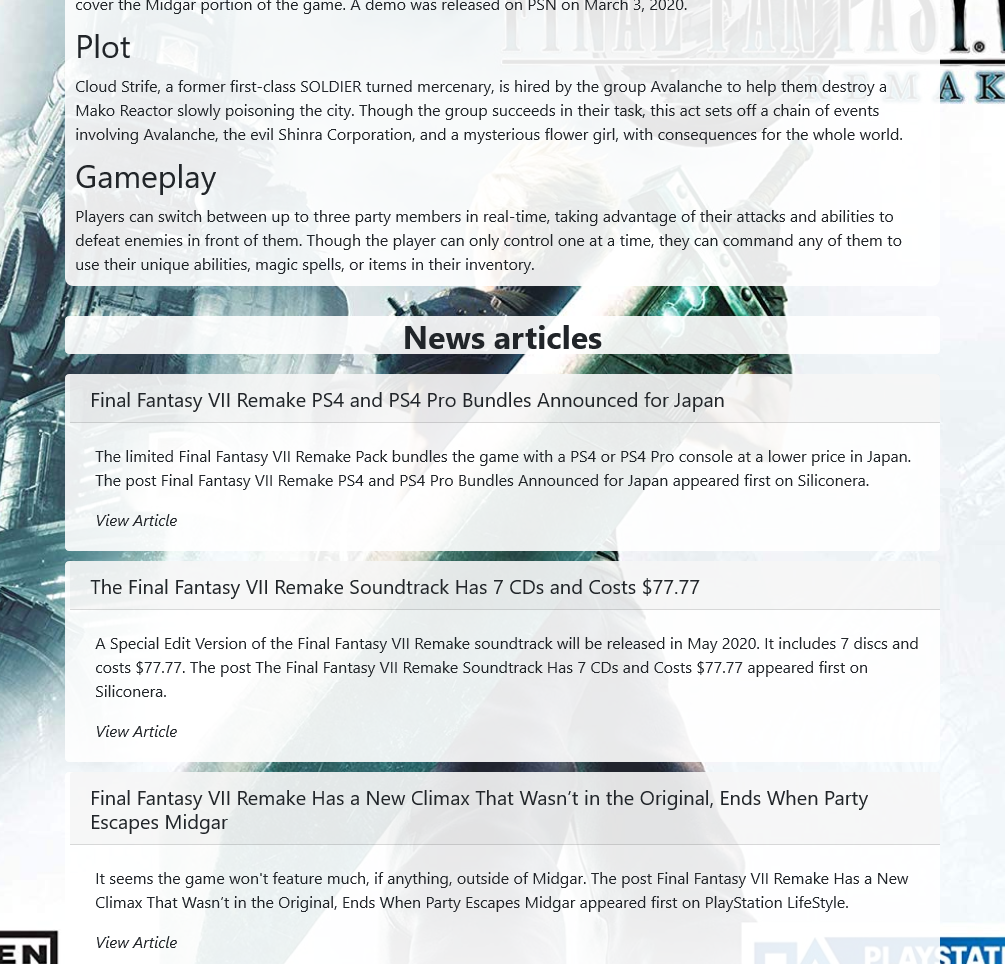 cover the Midgar portion of the game. A demo was released on PSN on March 3, 2020.
FINAL FANTASY VII
REMAK
Plot
Cloud Strife, a former first-class SOLDIER turned mercenary, is hired by the group Avalanche to help them destroy a
Mako Reactor slowly poisoning the city. Though the group succeeds in their task, this act sets off a chain of events
involving Avalanche, the evil Shinra Corporation, and a mysterious flower girl, with consequences for the whole world.
Gameplay
Players can switch between up to three party members in real-time, taking advantage of their attacks and abilities to
defeat enemies in front of them. Though the player can only control one at a time, they can command any of them to
use their unique abilities, magic spells, or items in their inventory.
News articles
Final Fantasy VII Remake PS4 and PS4 Pro Bundles Announced for Japan
The limited Final Fantasy VII Remake Pack bundles the game with a PS4 or PS4 Pro console at a lower price in Japan.
The post Final Fantasy VII Remake PS4 and PS4 Pro Bundles Announced for Japan appeared first on Siliconera.
View Article
The Final Fantasy VII Remake Soundtrack Has 7 CDs and Costs $77.77
A Special Edit Version of the Final Fantasy VII Remake soundtrack will be released in May 2020. It includes 7 discs and
costs $77.77. The post The Final Fantasy VII Remake Soundtrack Has 7 CDs and Costs $77.77 appeared first on
Siliconera.
View Article
Final Fantasy VII Remake Has a New Climax That Wasn’t in the Original, Ends When Party
Escapes Midgar
It seems the game won't feature much, if anything, outside of Midgar. The post Final Fantasy VII Remake Has a New
Climax That Wasn’t in the Original, Ends When Party Escapes Midgar appeared first on PlayStation LifeStyle.
View Article
EN
PLAYSTATI